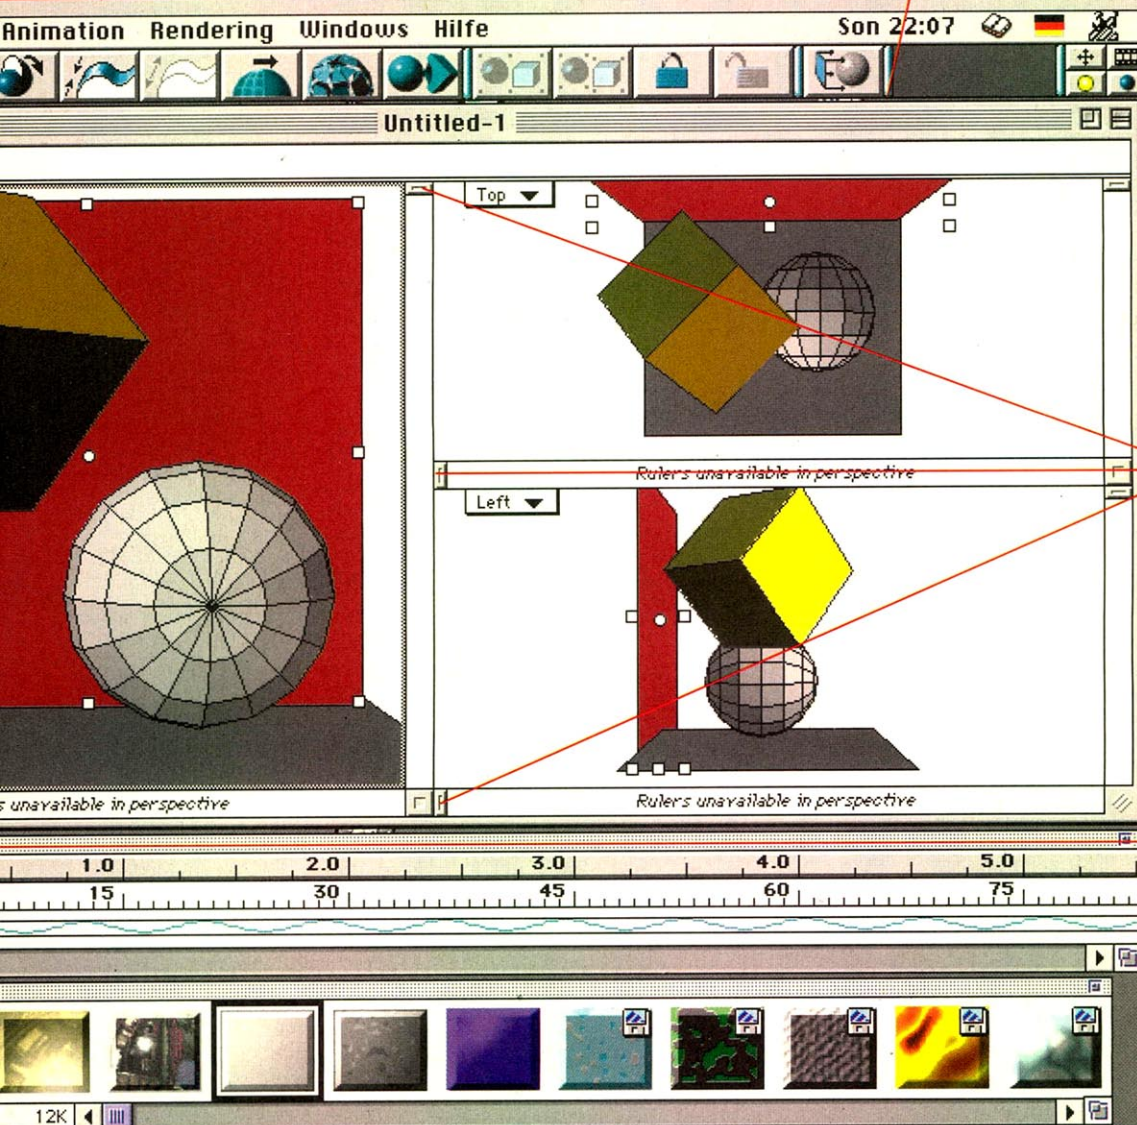 Animation Rendering Windows Hilfe Son 22:07
Untitled-1
Top
Rulers unavailable in perspective
Left
s unavailable in perspective
Rulers unavailable in perspective
1.0 2.0 3.0 4.0 5.0
15 30 45 60 75
12K